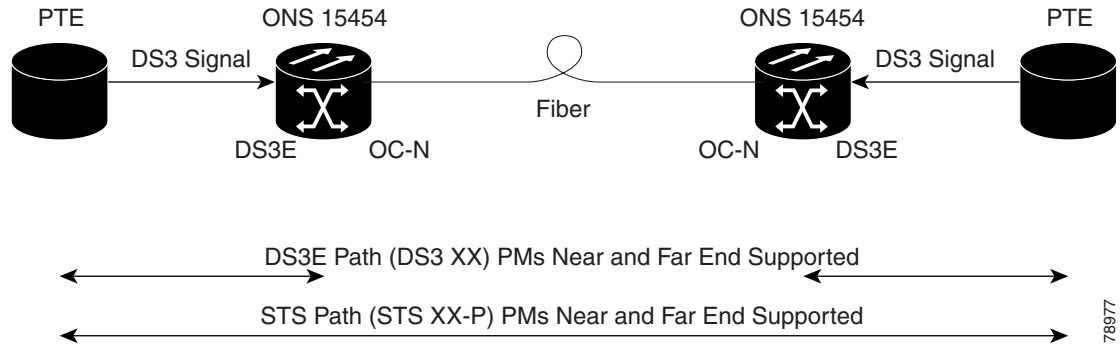 PTE
ONS 15454
ONS 15454
PTE
DS3 Signal
DS3 Signal
Fiber
DS3E
OC-N
OC-N
DS3E
DS3E Path (DS3 XX) PMs Near and Far End Supported
STS Path (STS XX-P) PMs Near and Far End Supported
78977